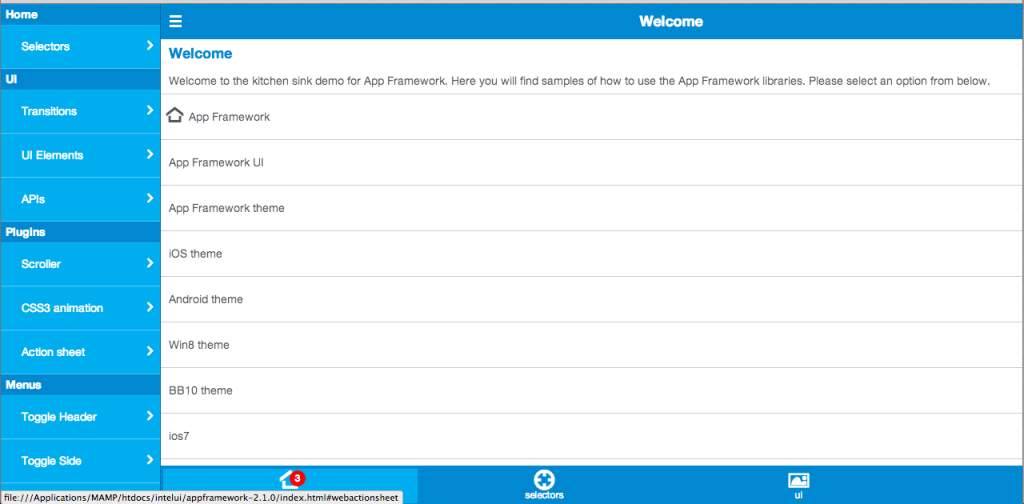 Home
Selectors
UI
Transitions
UI Elements
APIs
Plugins
Scroller
CSS3 animation
Action sheet
Menus
Toggle Header
Toggle Side
Welcome
Welcome
Welcome to the kitchen sink demo for App Framework. Here you will find samples of how to use the App Framework libraries. Please select an option from below.
App Framework
App Framework UI
App Framework theme
iOS theme
Android theme
Win8 theme
BB10 theme
ios7
3
selectors
ui
file:///Applications/MAMP/htdocs/intelui/appframework-2.1.0/index.html#webactionsheet